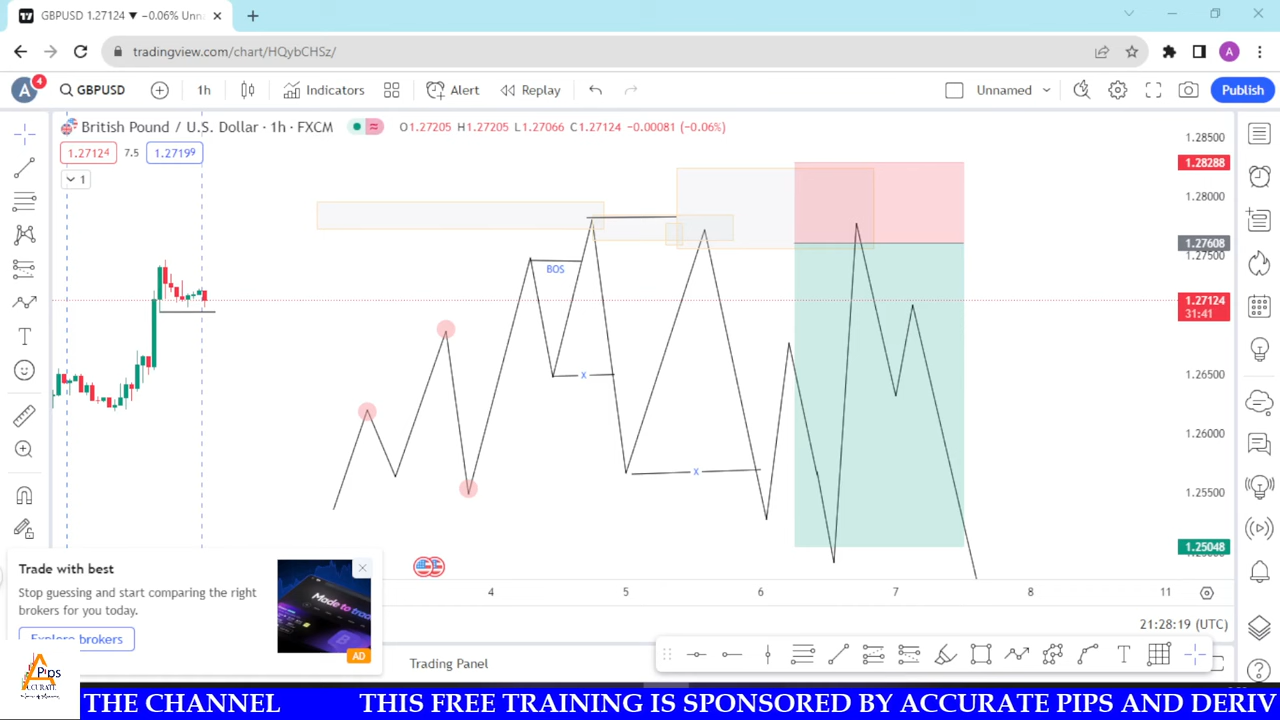 GBPUSD 1.27124 ▼ −0.06% Unn
tradingview.com/chart/HQybCHSz/
A
A 4
GBPUSD
1h
Indicators
Alert
Replay
Unnamed
Publish
British Pound / U.S. Dollar · 1h · FXCM
O1.27205 H1.27205 L1.27066 C1.27124 −0.00081 (−0.06%)
1.27124 7.5 1.27199
1
1.28500
1.28288
1.28000
1.27608
1.27500
1.27124
31:41
1.26500
1.26000
1.25500
1.25048
BOS
X
X
Trade with best
Stop guessing and start comparing the right
brokers for you today.
Explore brokers
Made to
AD
4 5 6 7 8 11
21:28:19 (UTC)
Trading Panel
Pips
ACCURATE
THE CHANNEL THIS FREE TRAINING IS SPONSORED BY ACCURATE PIPS AND DERIV